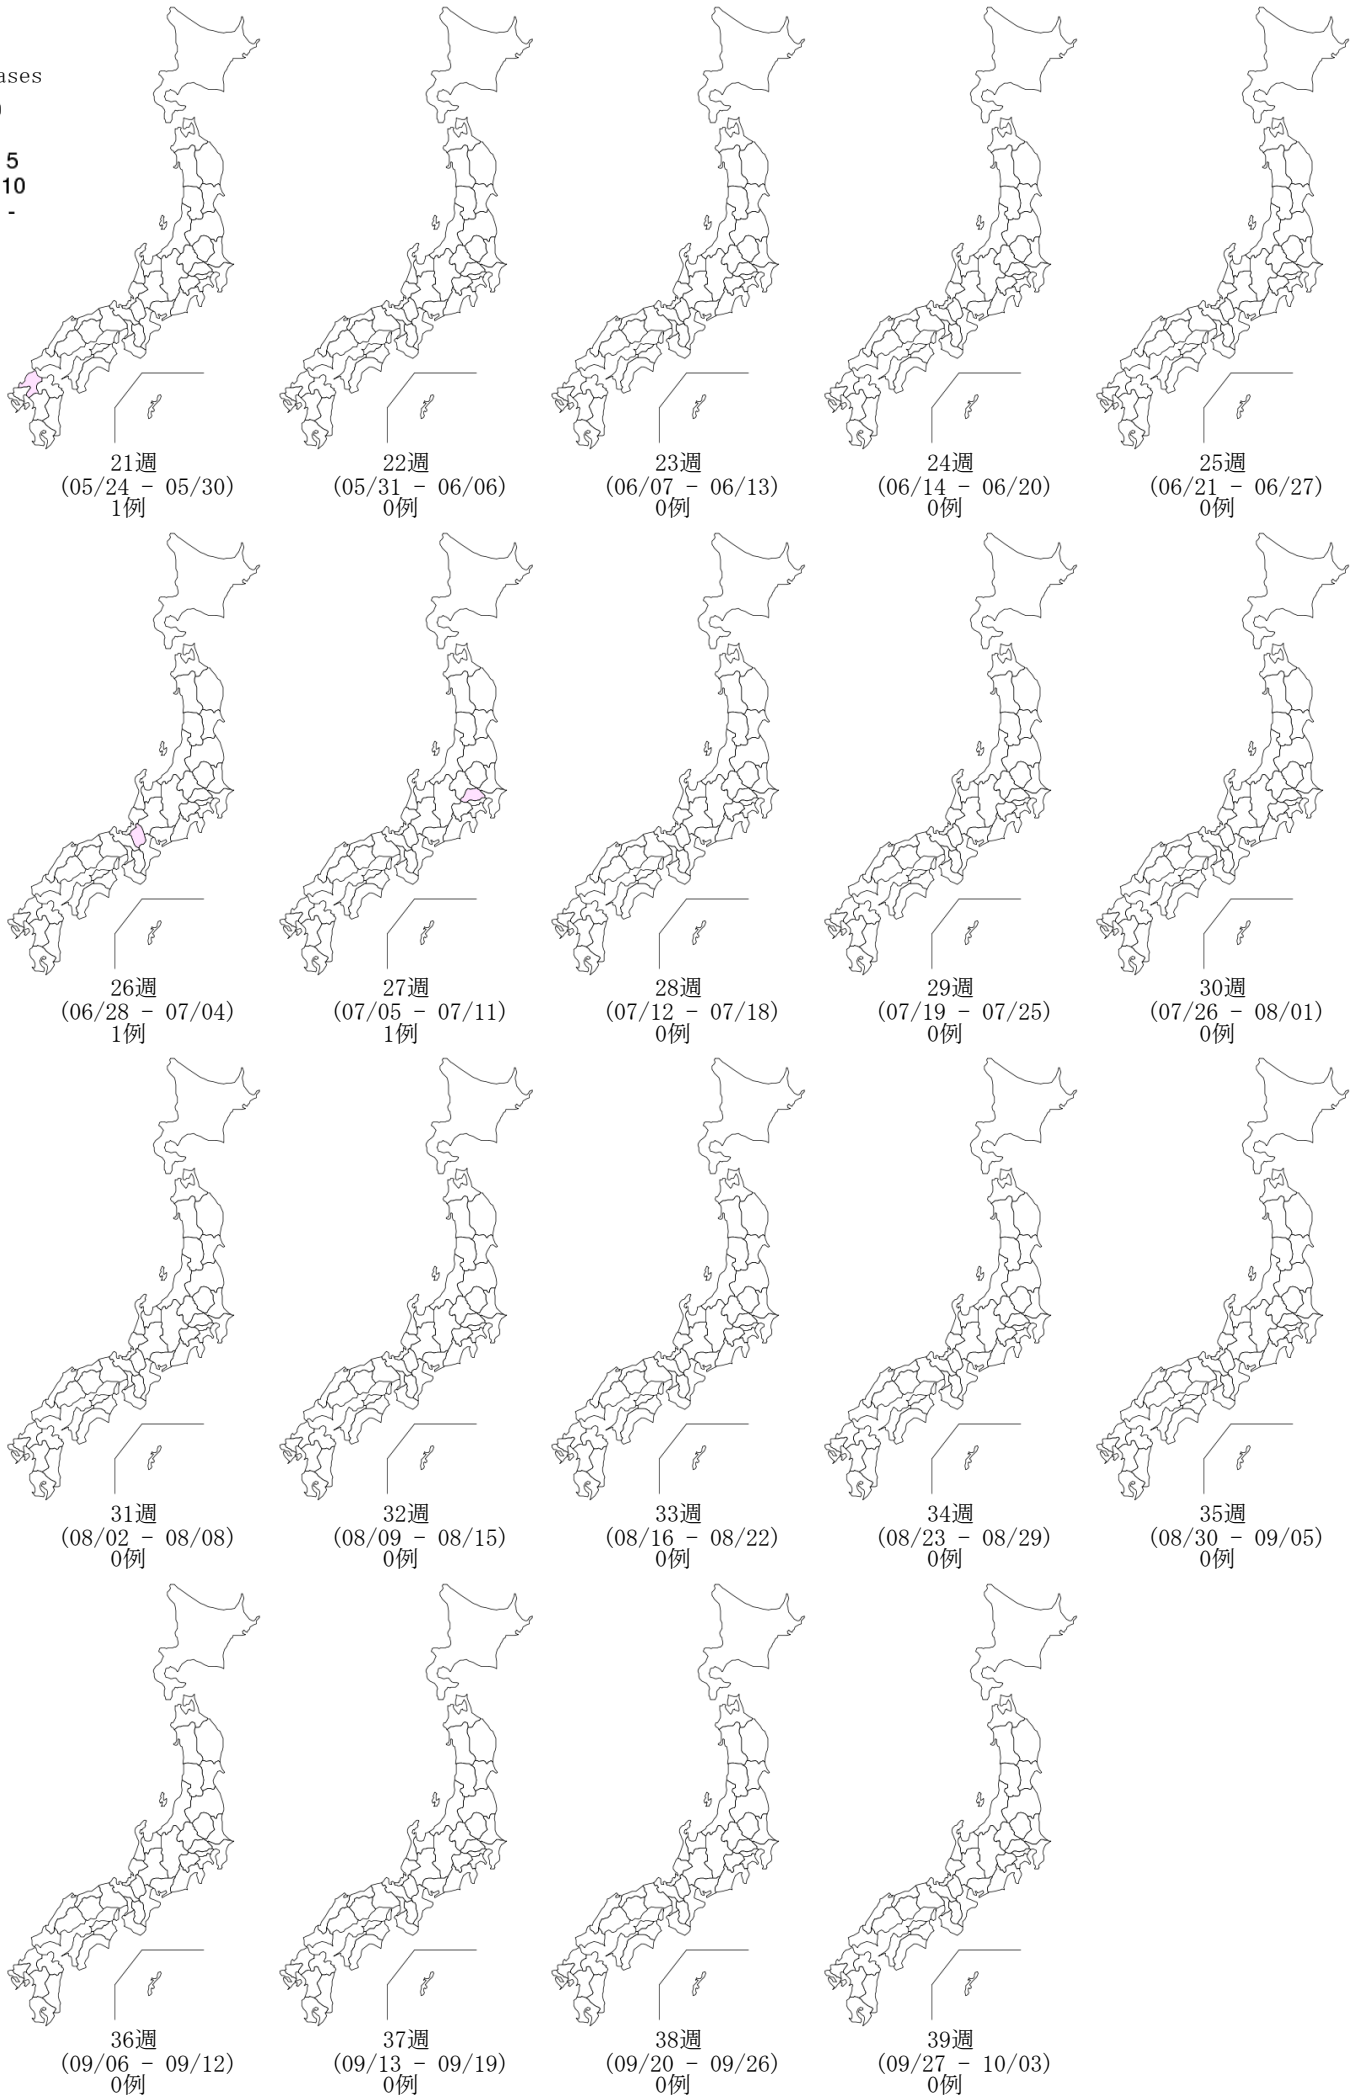 5
10
-
21週
(05/24 - 05/30)
1例
22週
(05/31 - 06/06)
0例
23週
(06/07 - 06/13)
0例
24週
(06/14 - 06/20)
0例
25週
(06/21 - 06/27)
0例
26週
(06/28 - 07/04)
1例
27週
(07/05 - 07/11)
1例
28週
(07/12 - 07/18)
0例
29週
(07/19 - 07/25)
0例
30週
(07/26 - 08/01)
0例
31週
(08/02 - 08/08)
0例
32週
(08/09 - 08/15)
0例
33週
(08/16 - 08/22)
0例
34週
(08/23 - 08/29)
0例
35週
(08/30 - 09/05)
0例
36週
(09/06 - 09/12)
0例
37週
(09/13 - 09/19)
0例
38週
(09/20 - 09/26)
0例
39週
(09/27 - 10/03)
0例